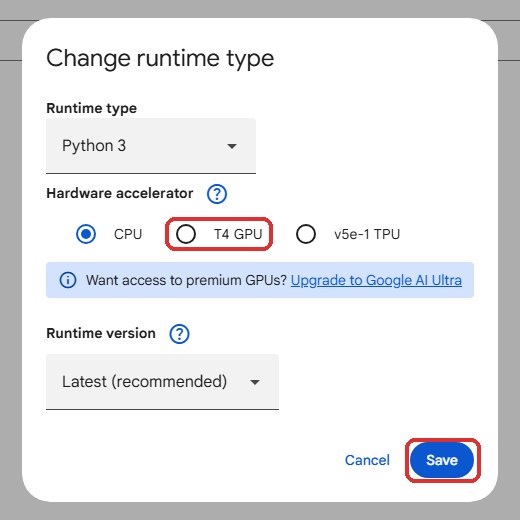 Change runtime type
Runtime type
Python 3
Hardware accelerator ?
CPU T4 GPU v5e-1 TPU
Want access to premium GPUs? Upgrade to Google AI Ultra
Runtime version ?
Latest (recommended)
Cancel Save